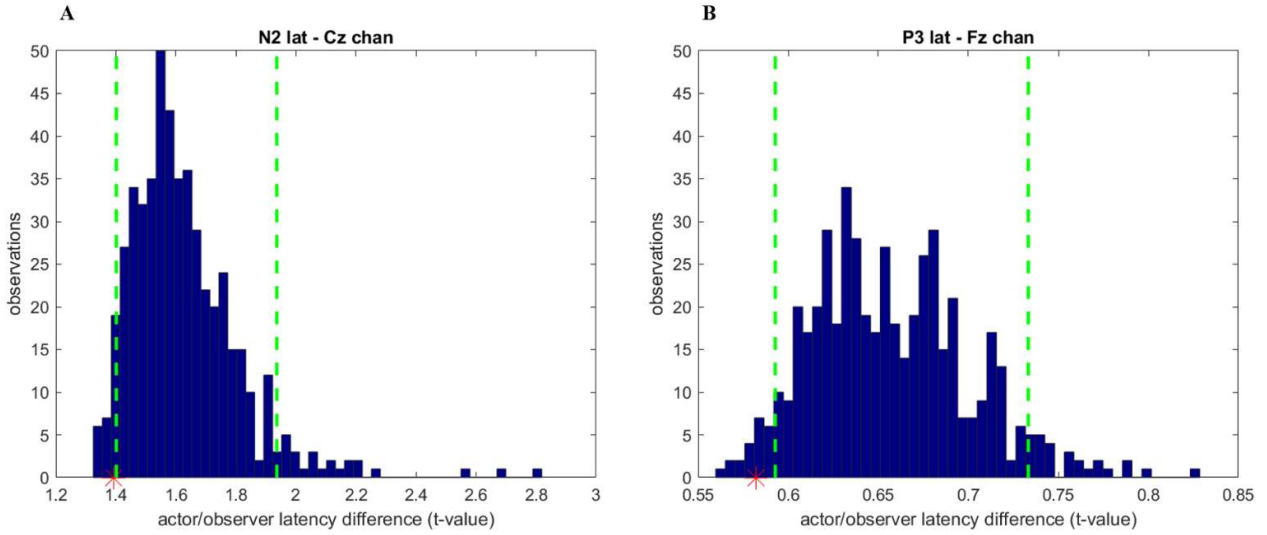 A
N2 lat - Cz chan
50
45
40
35
30
25
20
15
10
5
0
observations
1.2 1.4 1.6 1.8 2 2.2 2.4 2.6 2.8 3
actor/observer latency difference (t-value)
B
P3 lat - Fz chan
50
45
40
35
30
25
20
15
10
5
0
observations
0.55 0.6 0.65 0.7 0.75 0.8 0.85
actor/observer latency difference (t-value)